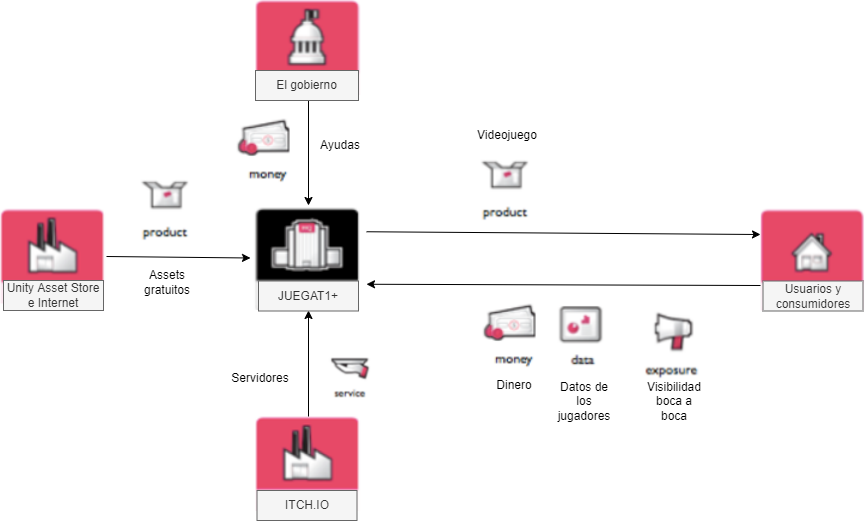 El gobierno
Ayudas
money
Videojuego
product
product
Unity Asset Store
e Internet
Assets
gratuitos
JUEGAT1+
Usuarios y
consumidores
Servidores
service
money
Dinero
data
Datos de
los
jugadores
exposure
Visibilidad
boca a
boca
ITCH.IO